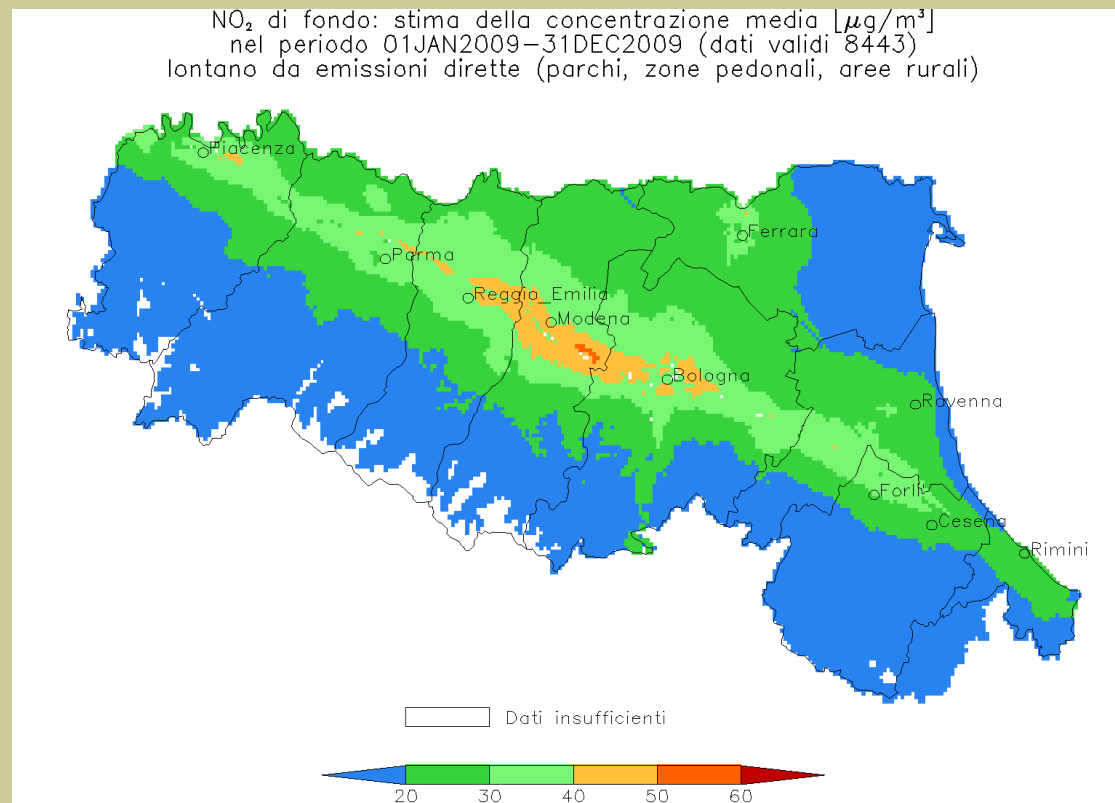 NO₂ di fondo: stima della concentrazione media [μg/m³]
nel periodo 01JAN2009–31DEC2009 (dati validi 8443)
lontano da emissioni dirette (parchi, zone pedonali, aree rurali)
Piacenza
Ferrara
Parma
Reggio_Emilia
Modena
Bologna
Ravenna
Forlì
Cesena
Rimini
Dati insufficienti
20 30 40 50 60